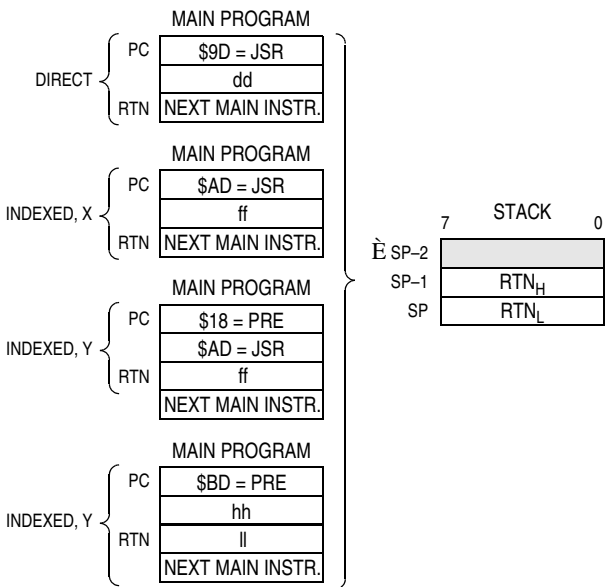 MAIN PROGRAM
PC $9D = JSR
DIRECT dd
RTN NEXT MAIN INSTR.
MAIN PROGRAM
PC $AD = JSR
INDEXED, X ff
RTN NEXT MAIN INSTR.
MAIN PROGRAM
PC $18 = PRE
INDEXED, Y $AD = JSR
RTN ff
NEXT MAIN INSTR.
MAIN PROGRAM
PC $BD = PRE
INDEXED, Y hh
RTN ll
NEXT MAIN INSTR.
7 STACK 0
È SP–2
SP–1 RTNH
SP RTNL